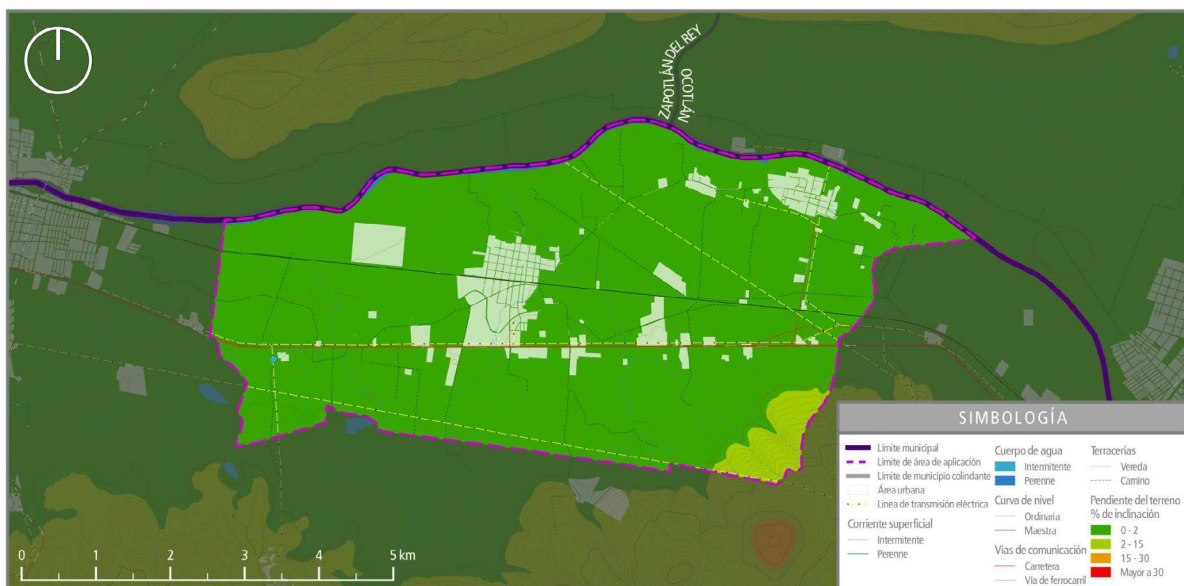 ZAPOTLÁN DEL REY
OCOTLÁN
0 1 2 3 4 5 km
SIMBOLOGÍA
Límite municipal
Límite de área de aplicación
Límite de municipio colindante
Área urbana
Línea de transmisión eléctrica
Corriente superficial
Intermitente
Perenne
Cuerpo de agua
Intermitente
Perenne
Curva de nivel
Ordinaria
Maestra
Vías de comunicación
Carretera
Vía de ferrocarril
Terracerías
Vereda
Camino
Pendiente del terreno
% de inclinación
0 - 2
2 - 15
15 - 30
Mayor a 30